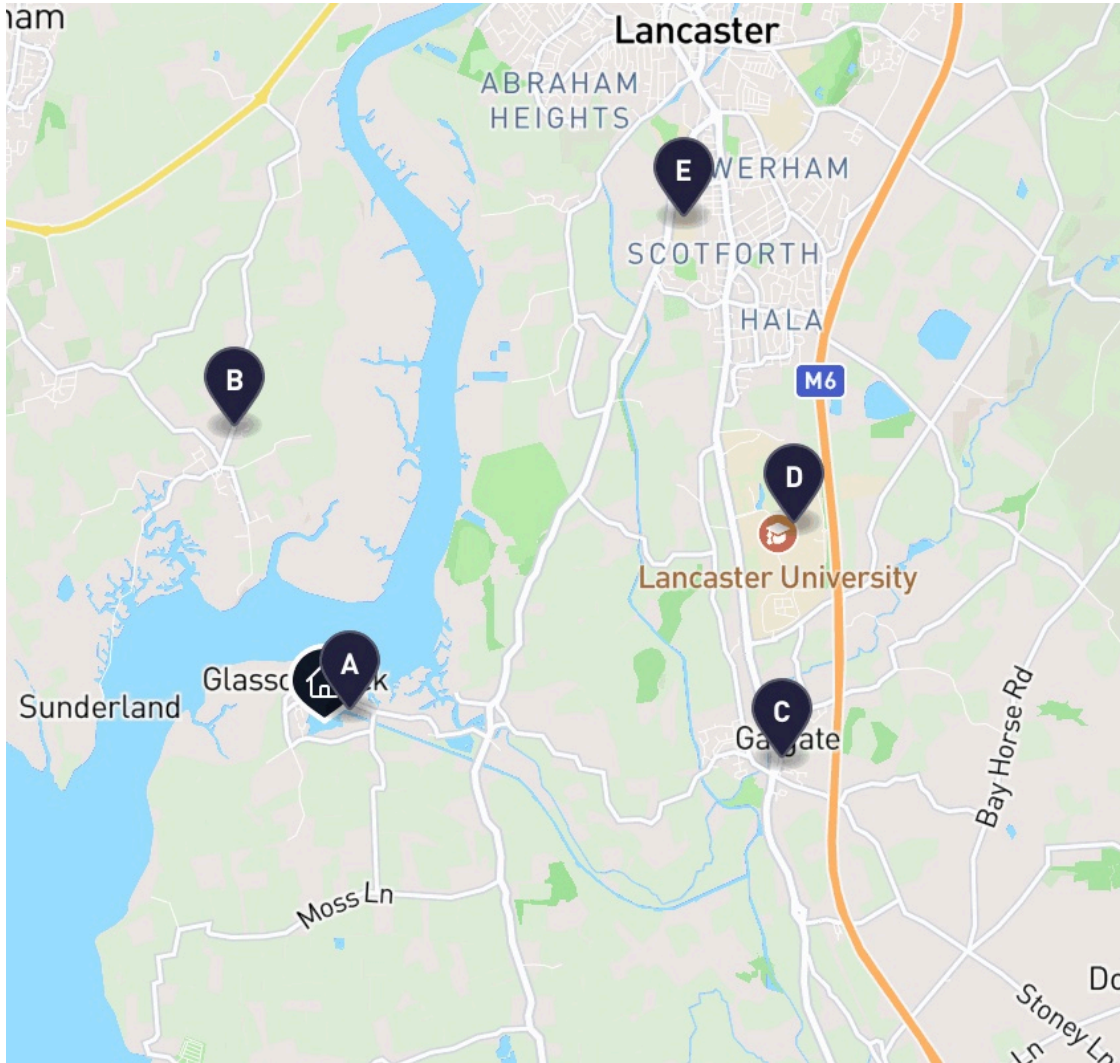 Lancaster
ABRAHAM
HEIGHTS
E
WERHAM
SCOTFORTH
HALA
B
M6
D
Lancaster University
A
Sunderland
C
Bay Horse Rd
Moss Ln
Stoney Ln